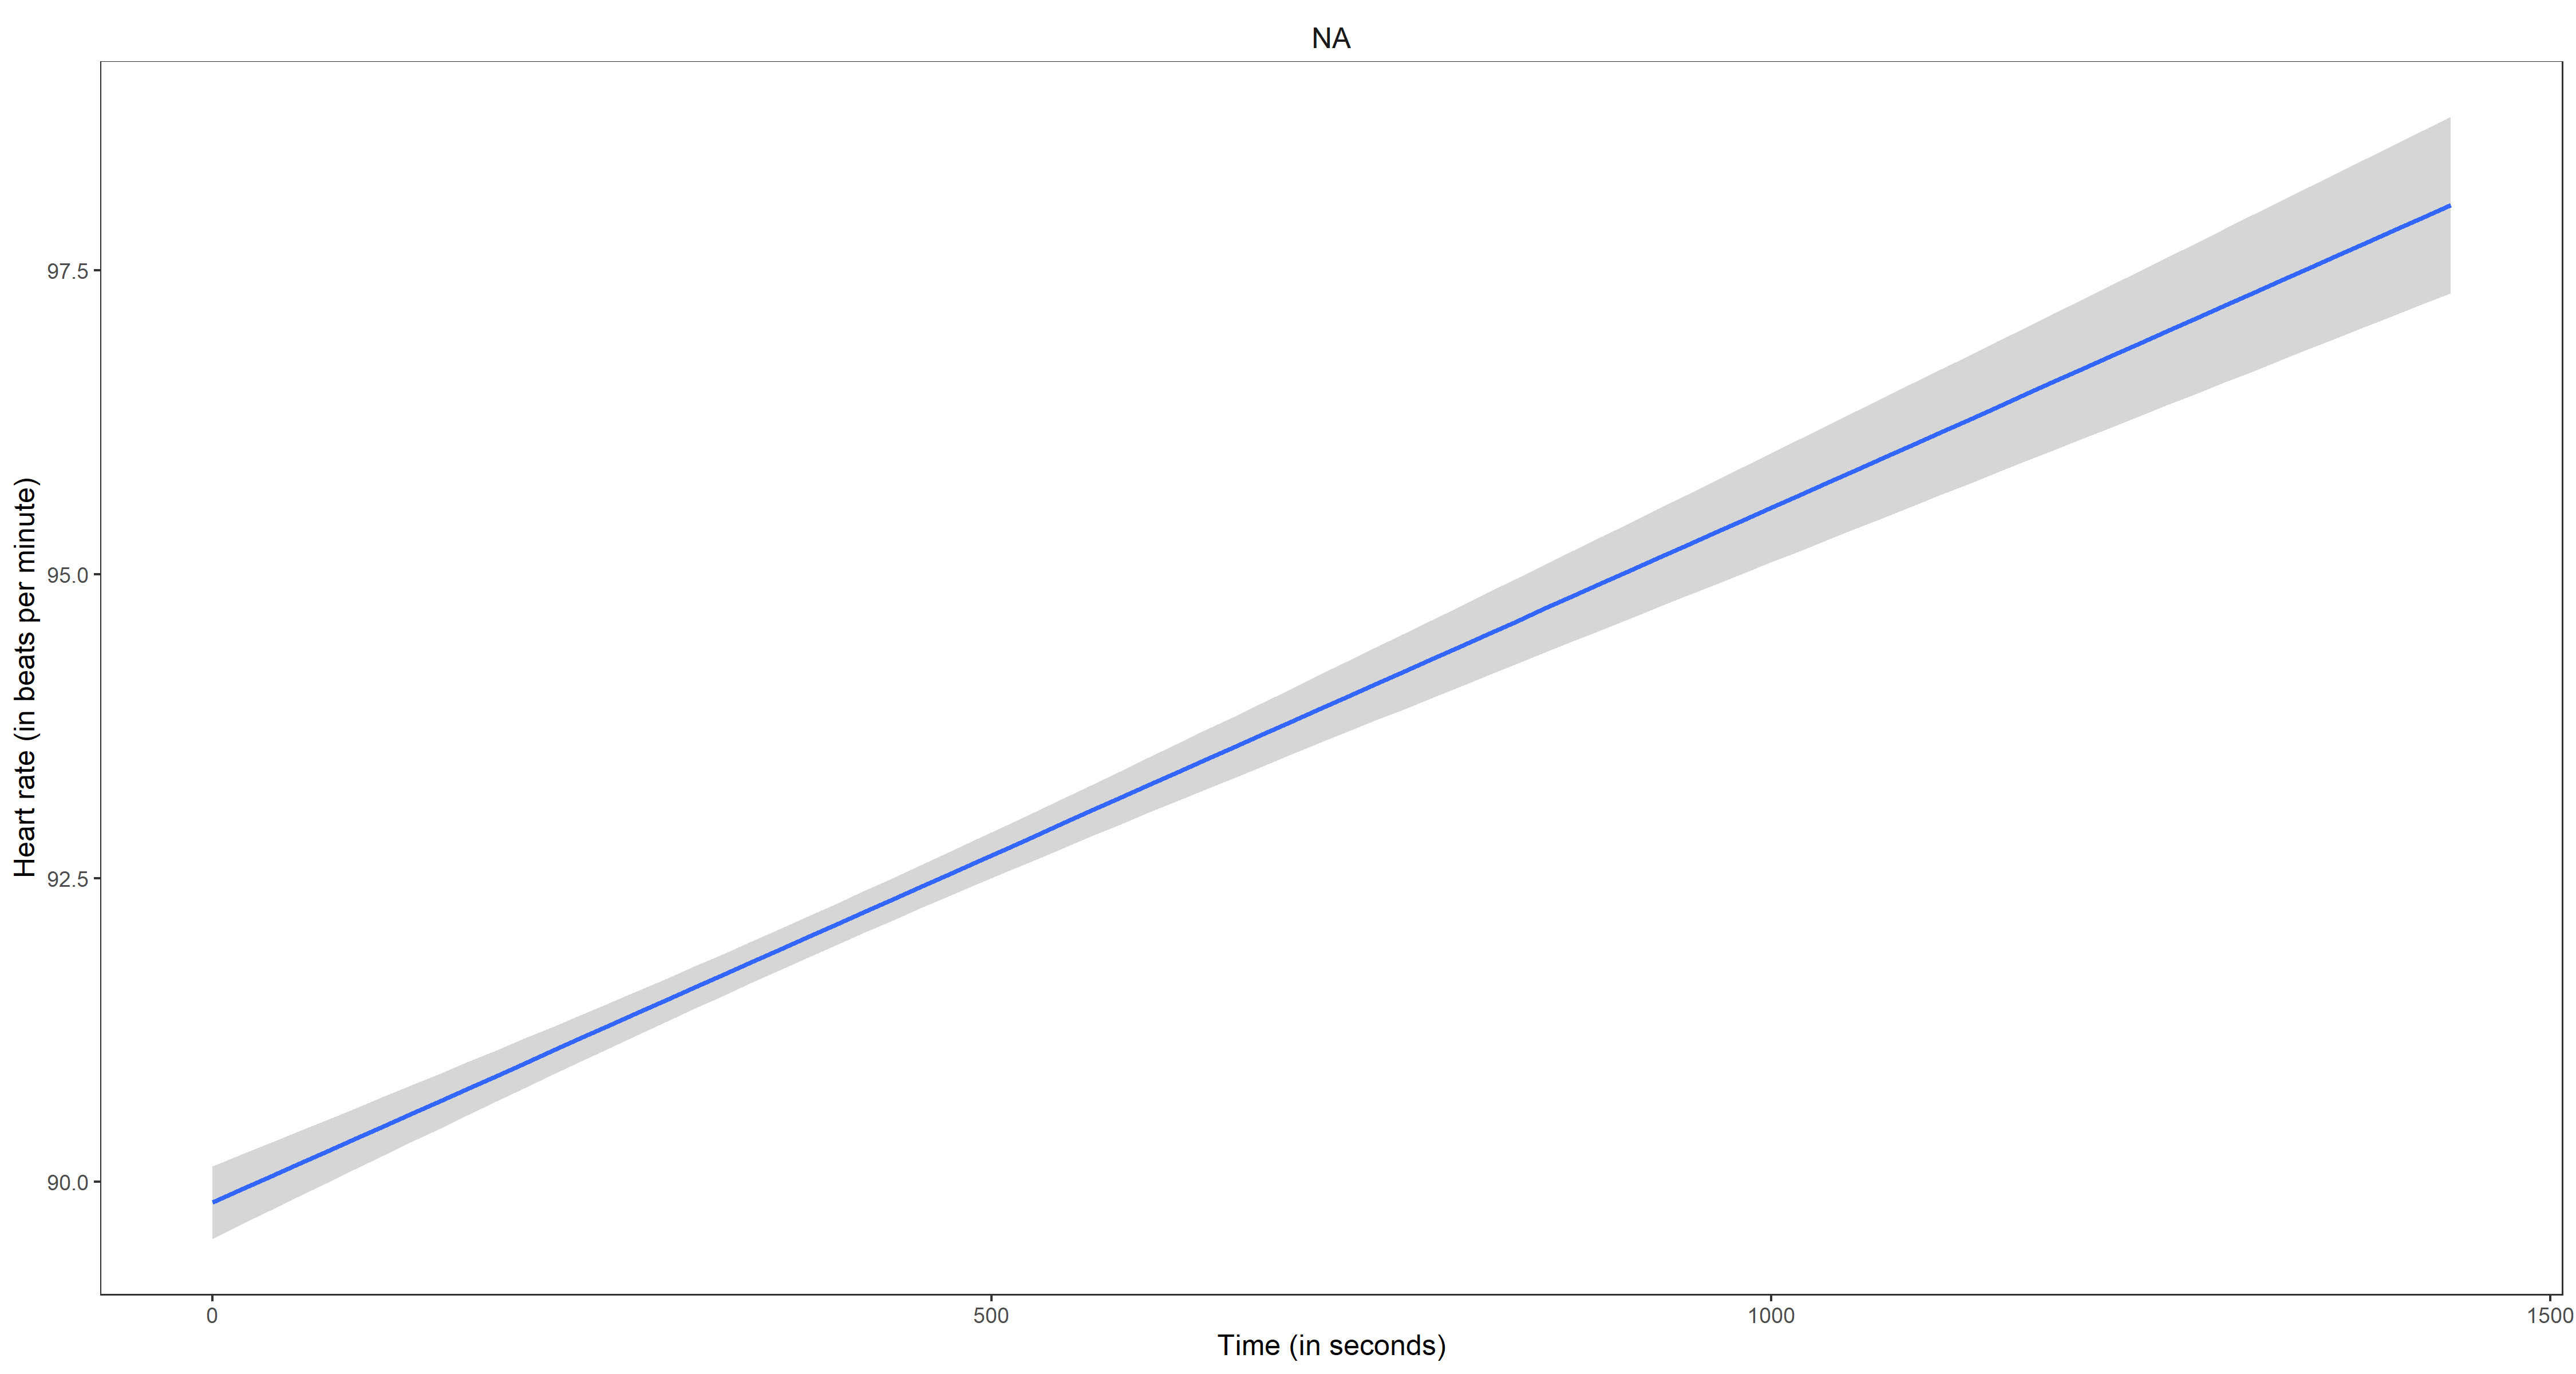 NA
Heart rate (in beats per minute)
97.5
95.0
92.5
90.0
0 500 1000 1500
Time (in seconds)